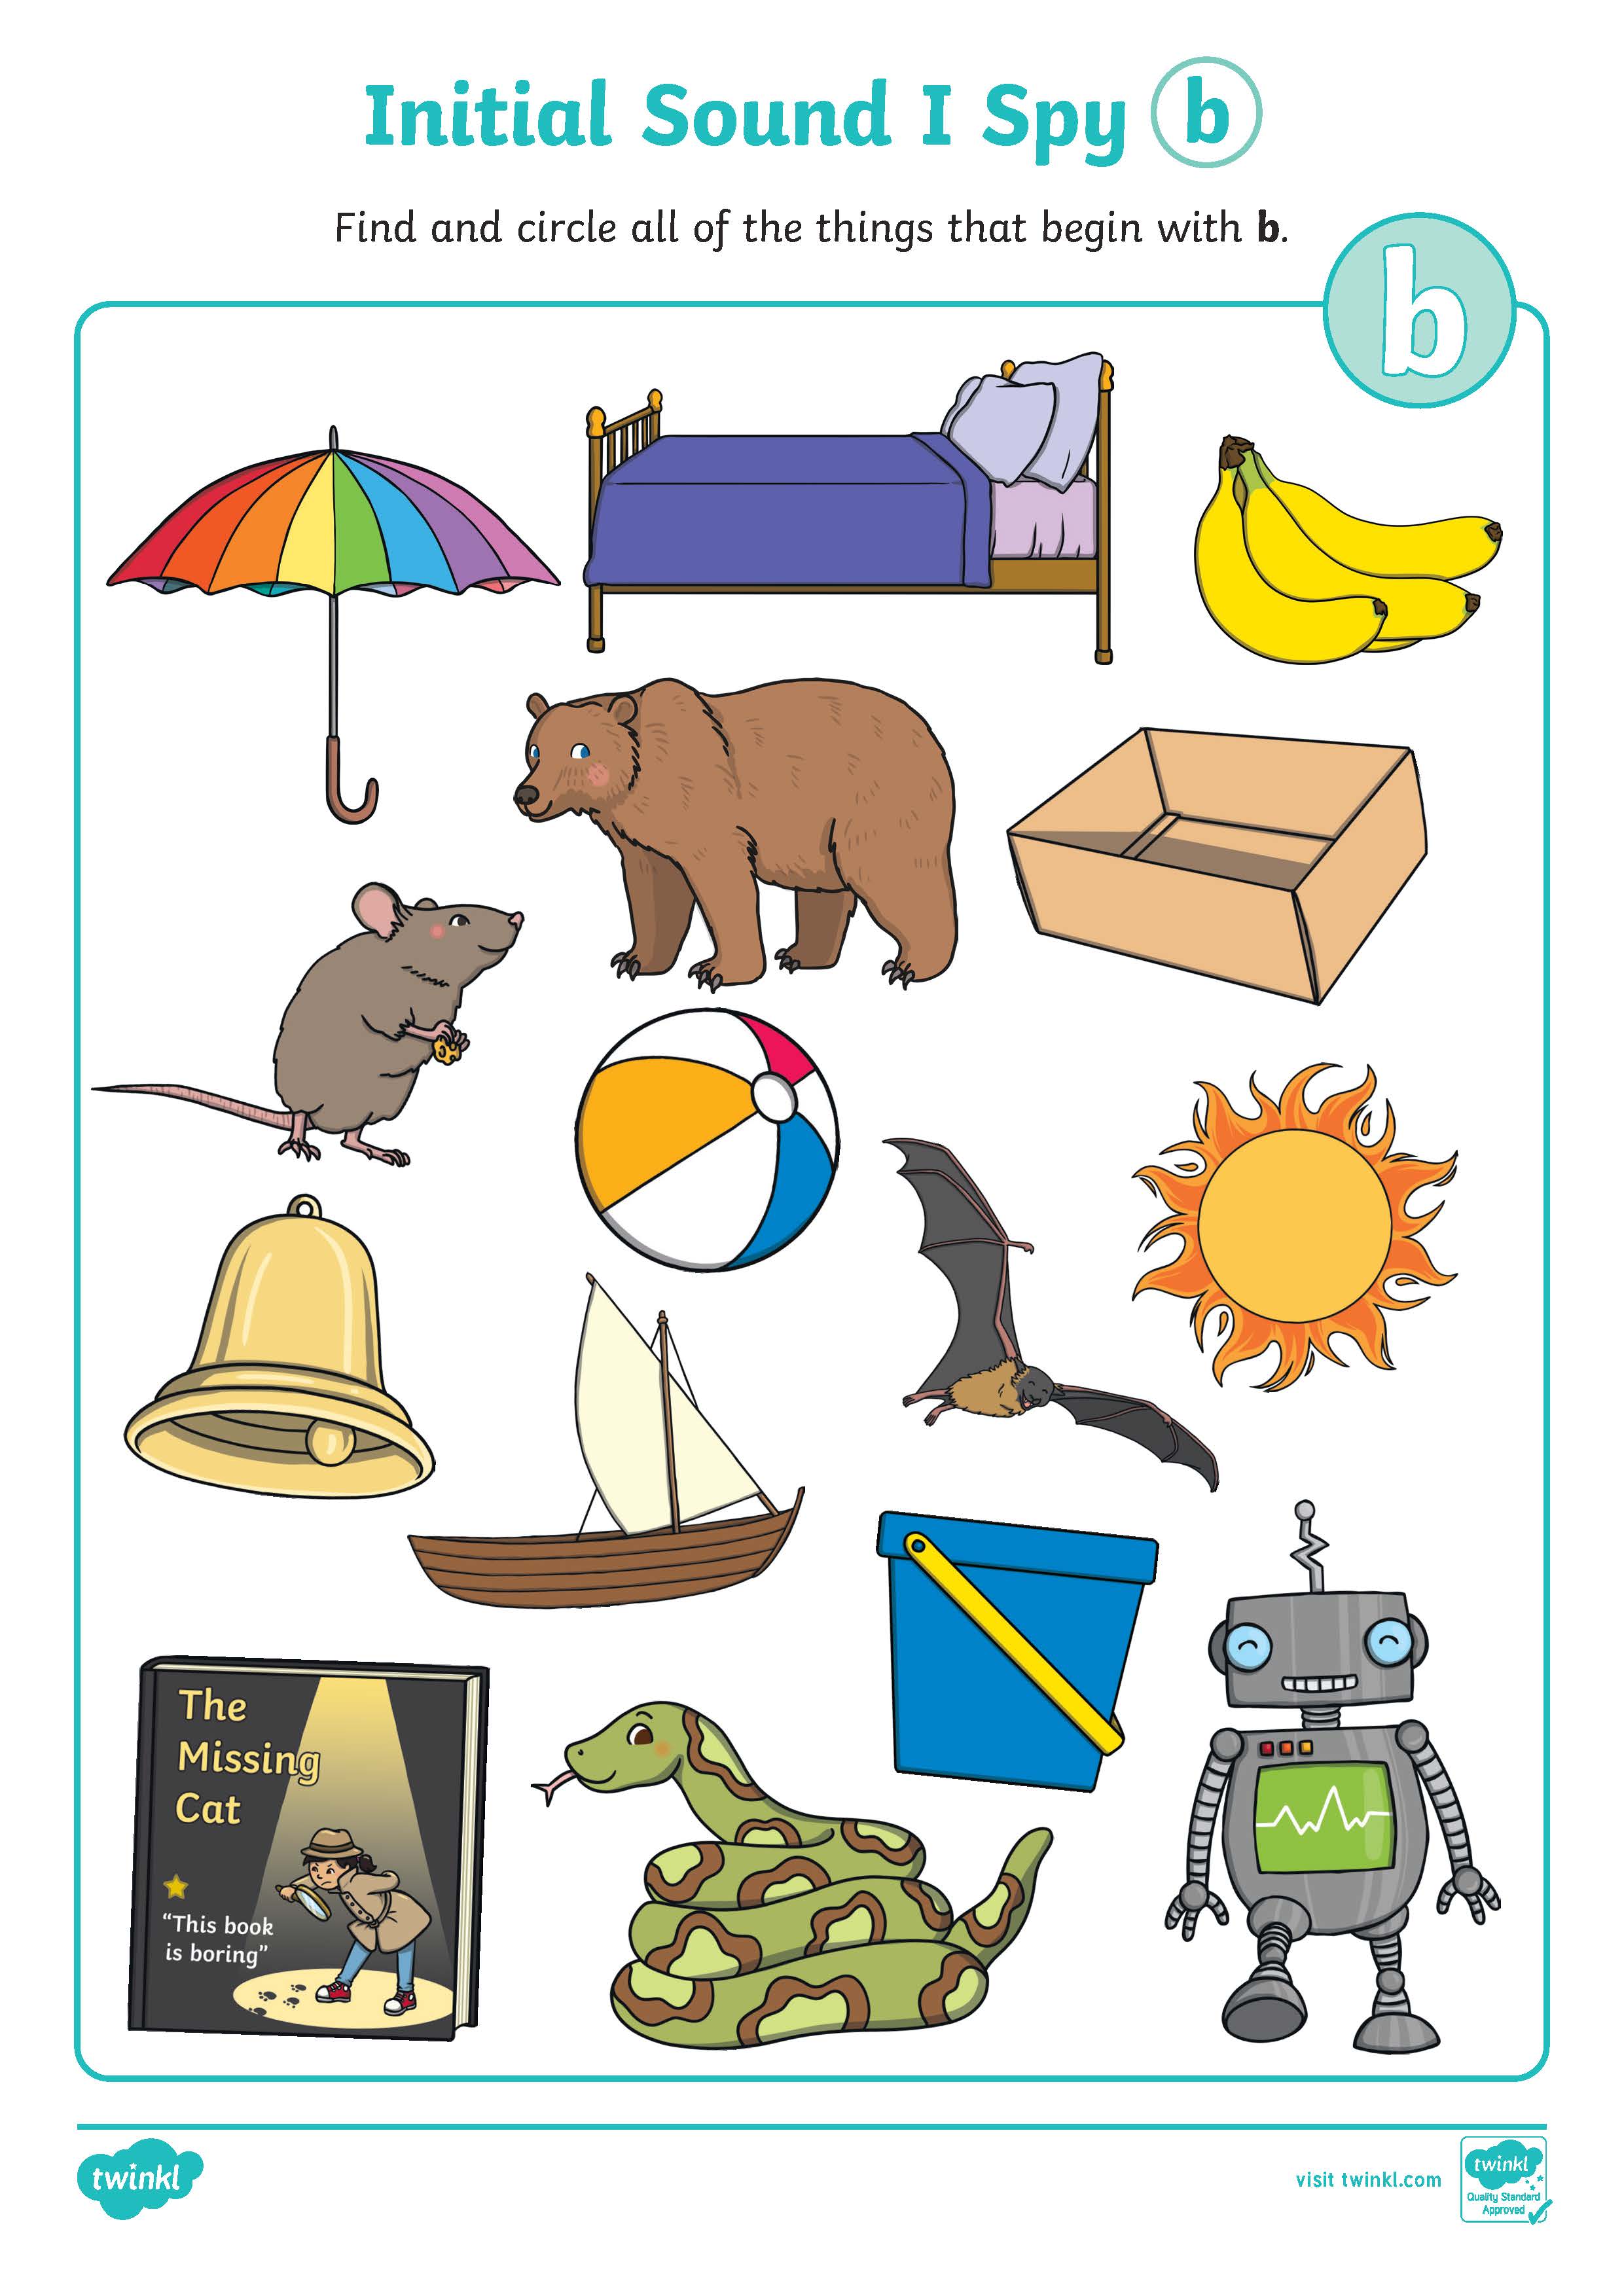 Initial Sound I Spy b
Find and circle all of the things that begin with b.
b
The
Missing
Cat
“This book
is boring”
twinkl
visit twinkl.com
twinkl
Quality Standard
Approved